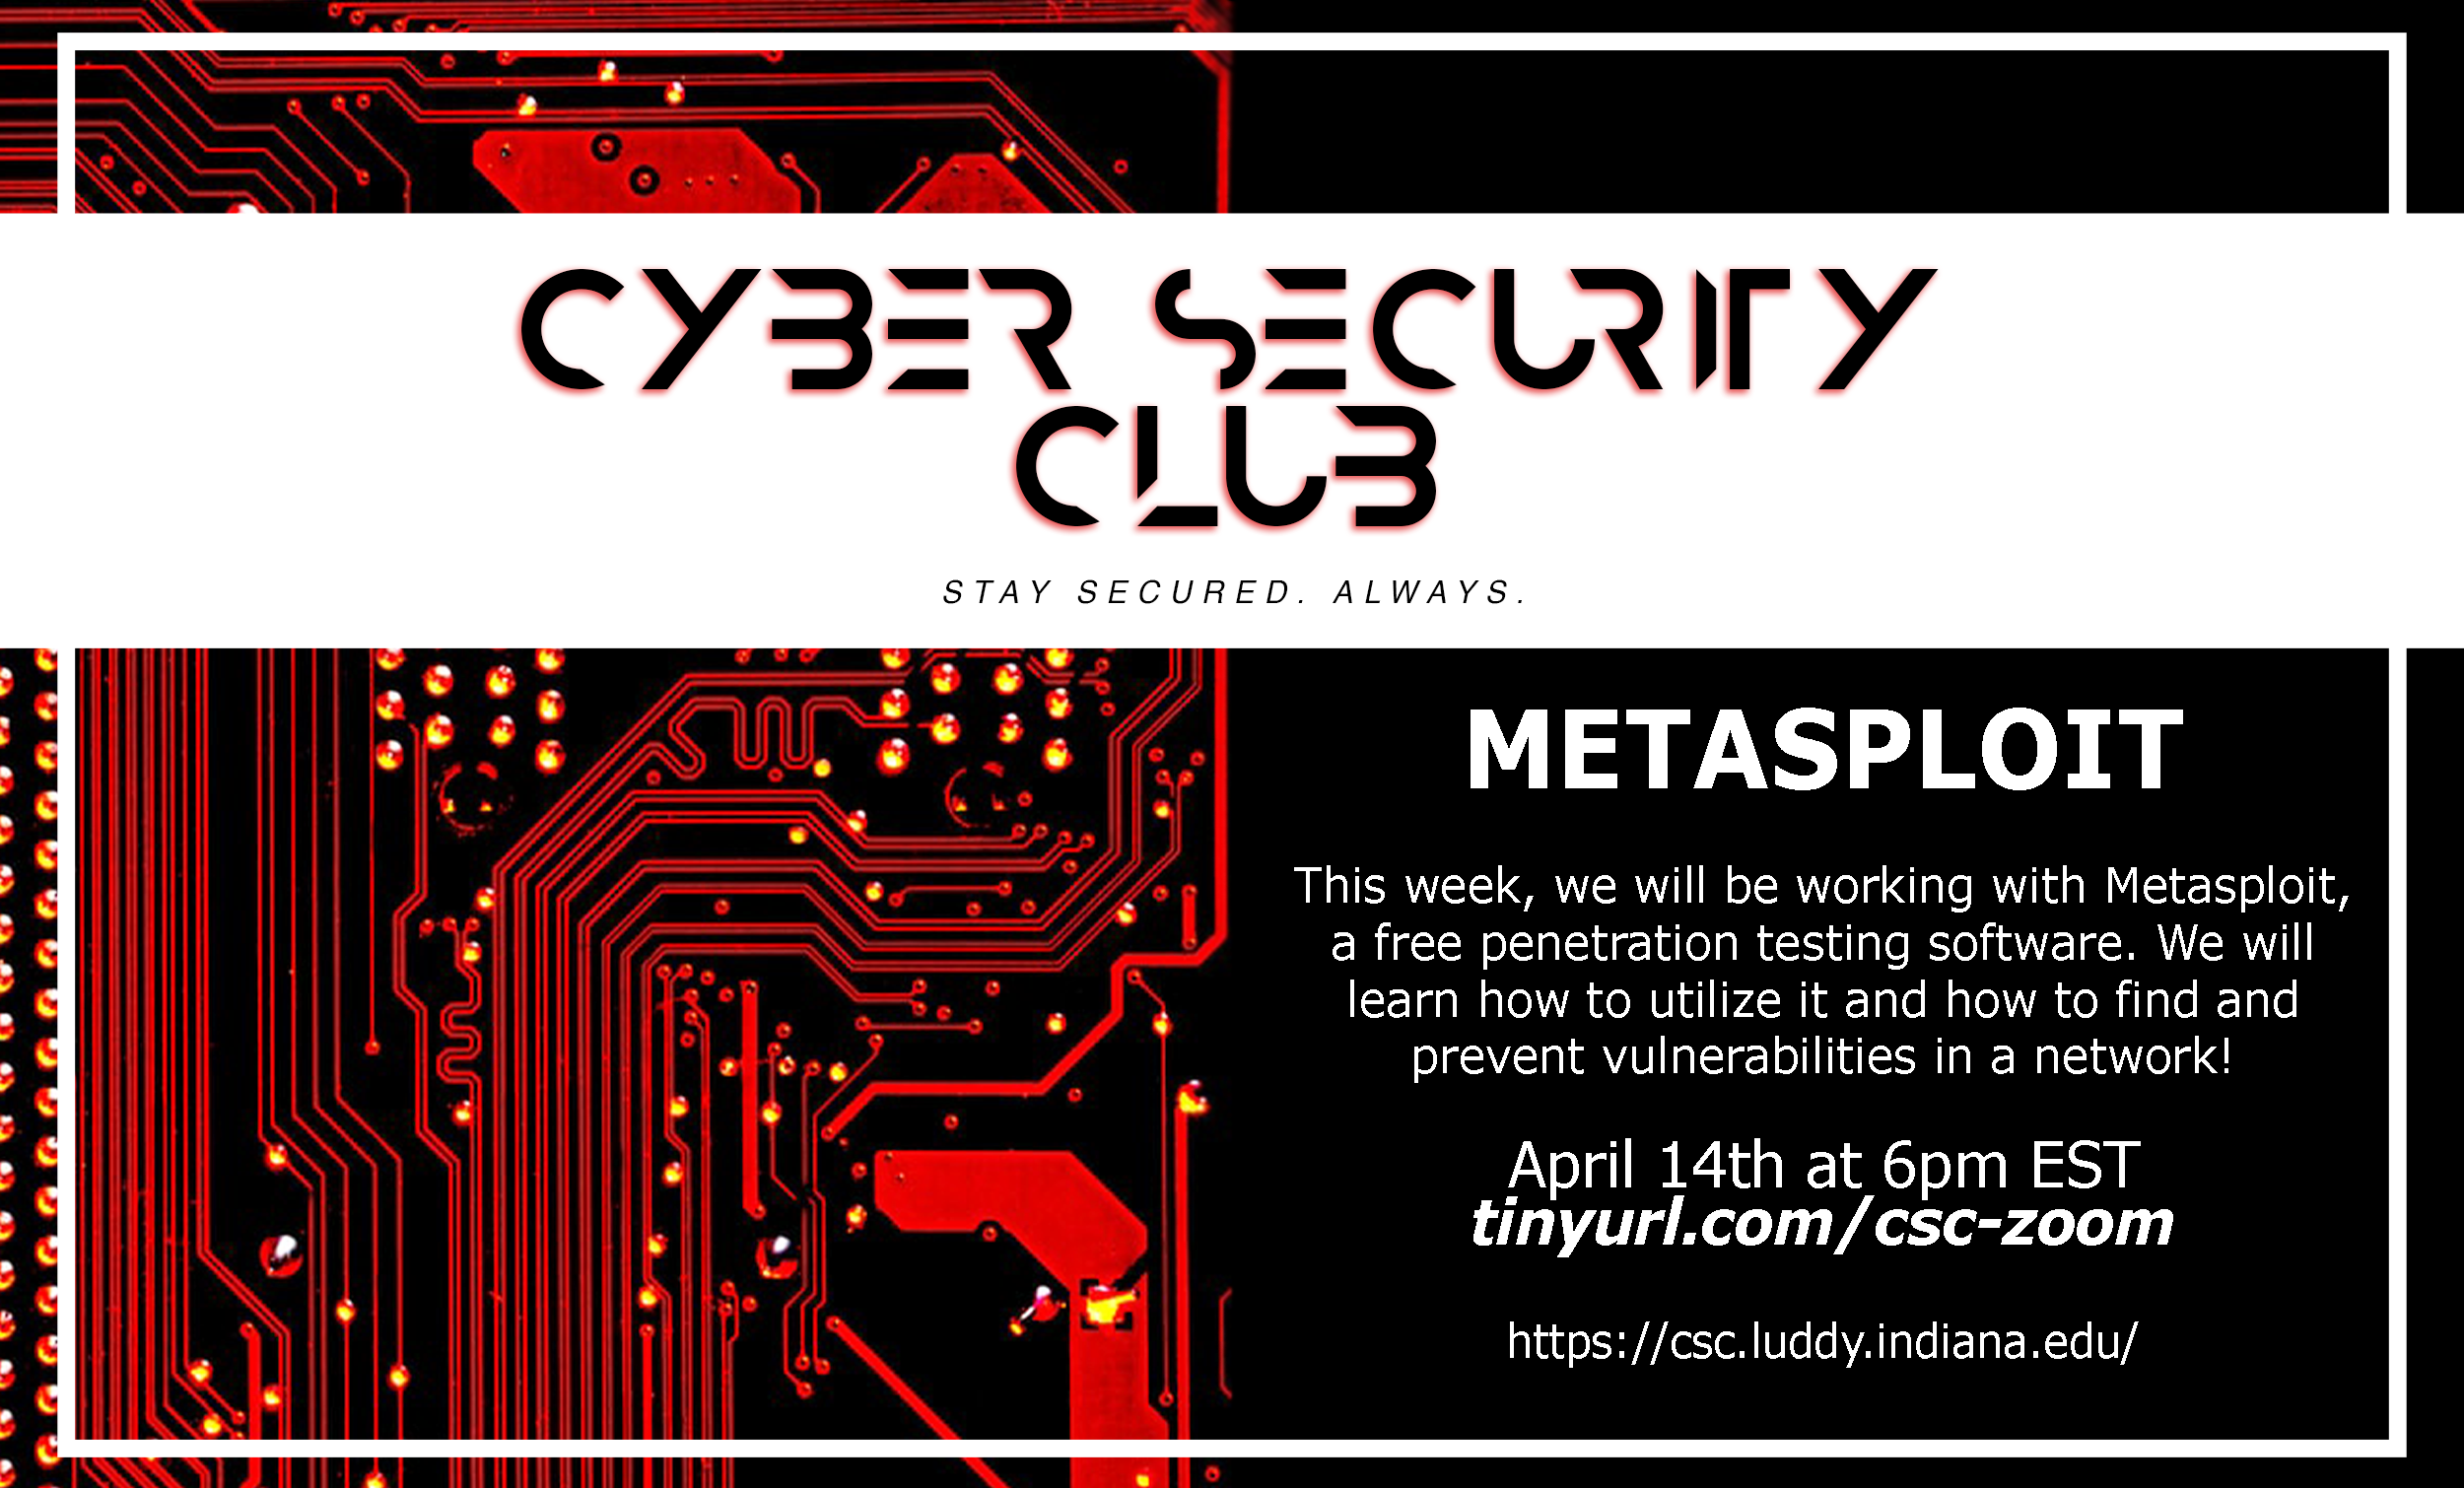 CYBER SECURITY
CLUB
STAY SECURED. ALWAYS.
METASPLOIT
This week, we will be working with Metasploit,
a free penetration testing software. We will
learn how to utilize it and how to find and
prevent vulnerabilities in a network!
April 14th at 6pm EST
tinyurl.com/csc-zoom
https://csc.luddy.indiana.edu/